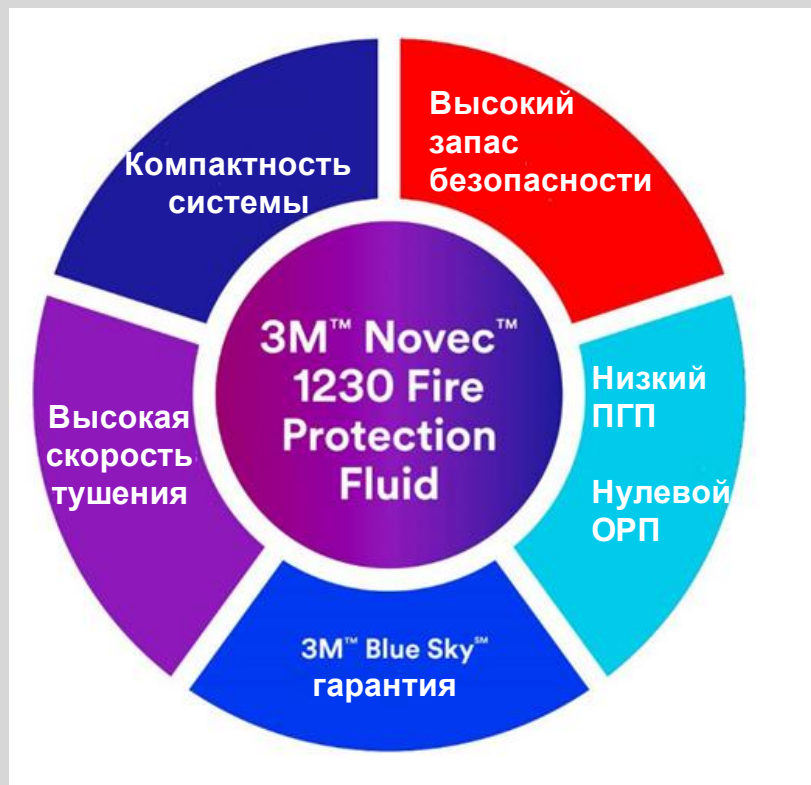 Высокий
запас
безопасности
Компактность
системы
3M™ Novec™
1230 Fire
Protection
Fluid
Низкий
ПГП
Нулевой
ОРП
Высокая
скорость
тушения
3M™ Blue Sky℠
гарантия